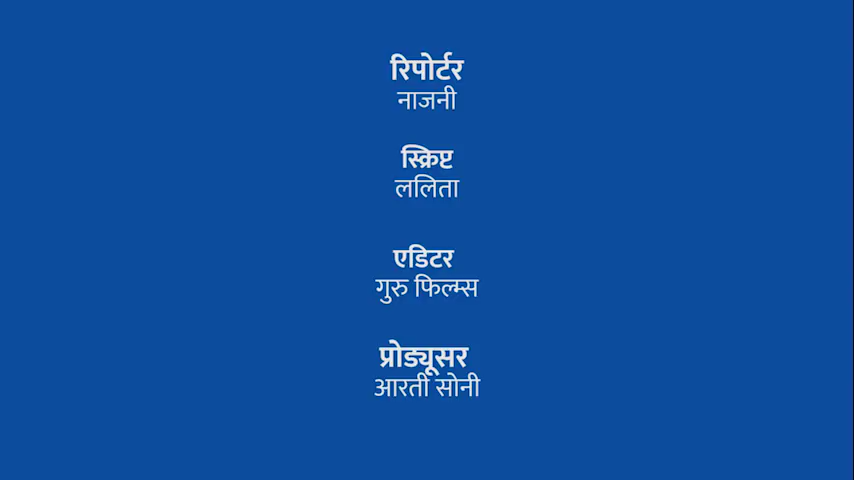 रिपोर्टर
नाजनी
स्क्रिप्ट
ललिता
एडिटर
गुरु फिल्म्स
प्रोड्यूसर
आरती सोनी